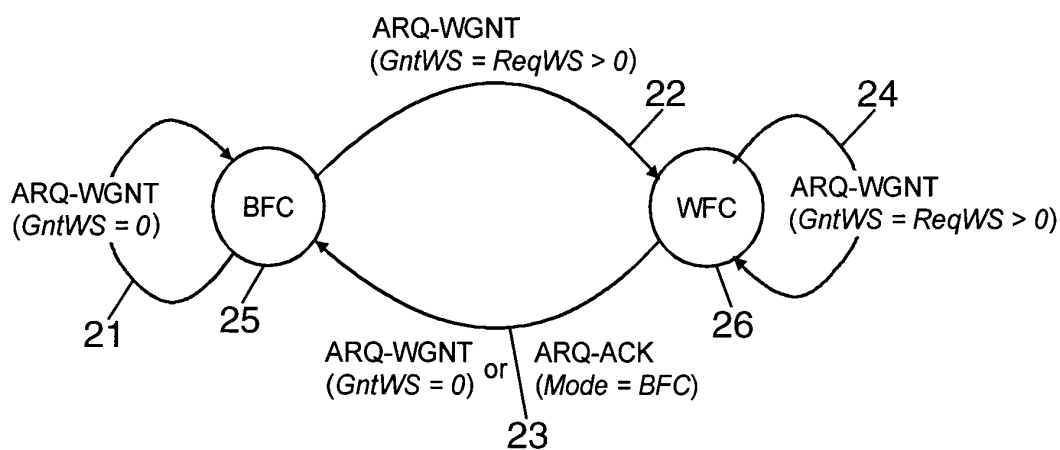 ARQ-WGNT
(GntWS = ReqWS > 0)
22
24
ARQ-WGNT
(GntWS = 0)
BFC
WFC
ARQ-WGNT
(GntWS = ReqWS > 0)
21
25
26
ARQ-WGNT
(GntWS = 0)
or
ARQ-ACK
(Mode = BFC)
23